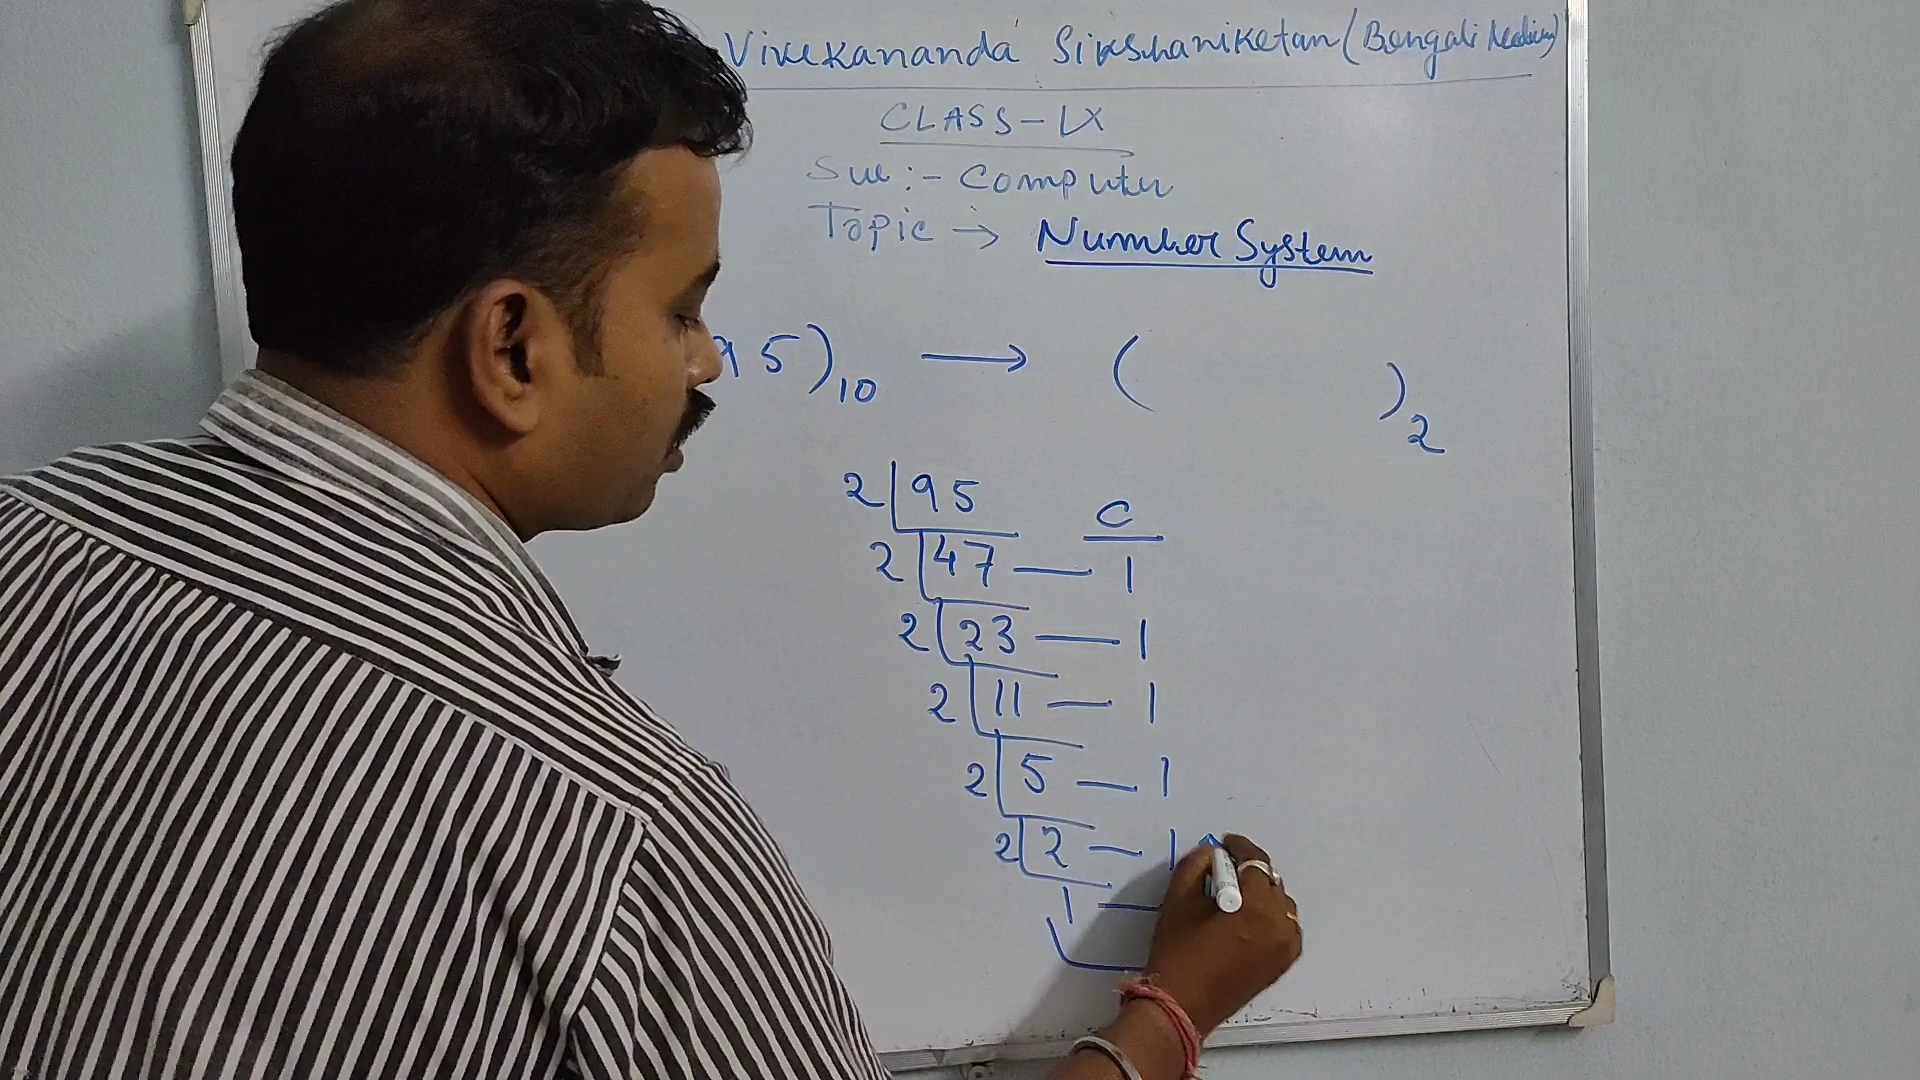 Vivekananda Sikshaniketan (Bengali Medium)
CLASS - IX
Sub :- Computer
Topic → Number System
95)10 → ( )2
2 95 C
2 47 — 1
2 23 — 1
2 11 — 1
2 5 — 1
2 2 — 1
1 —